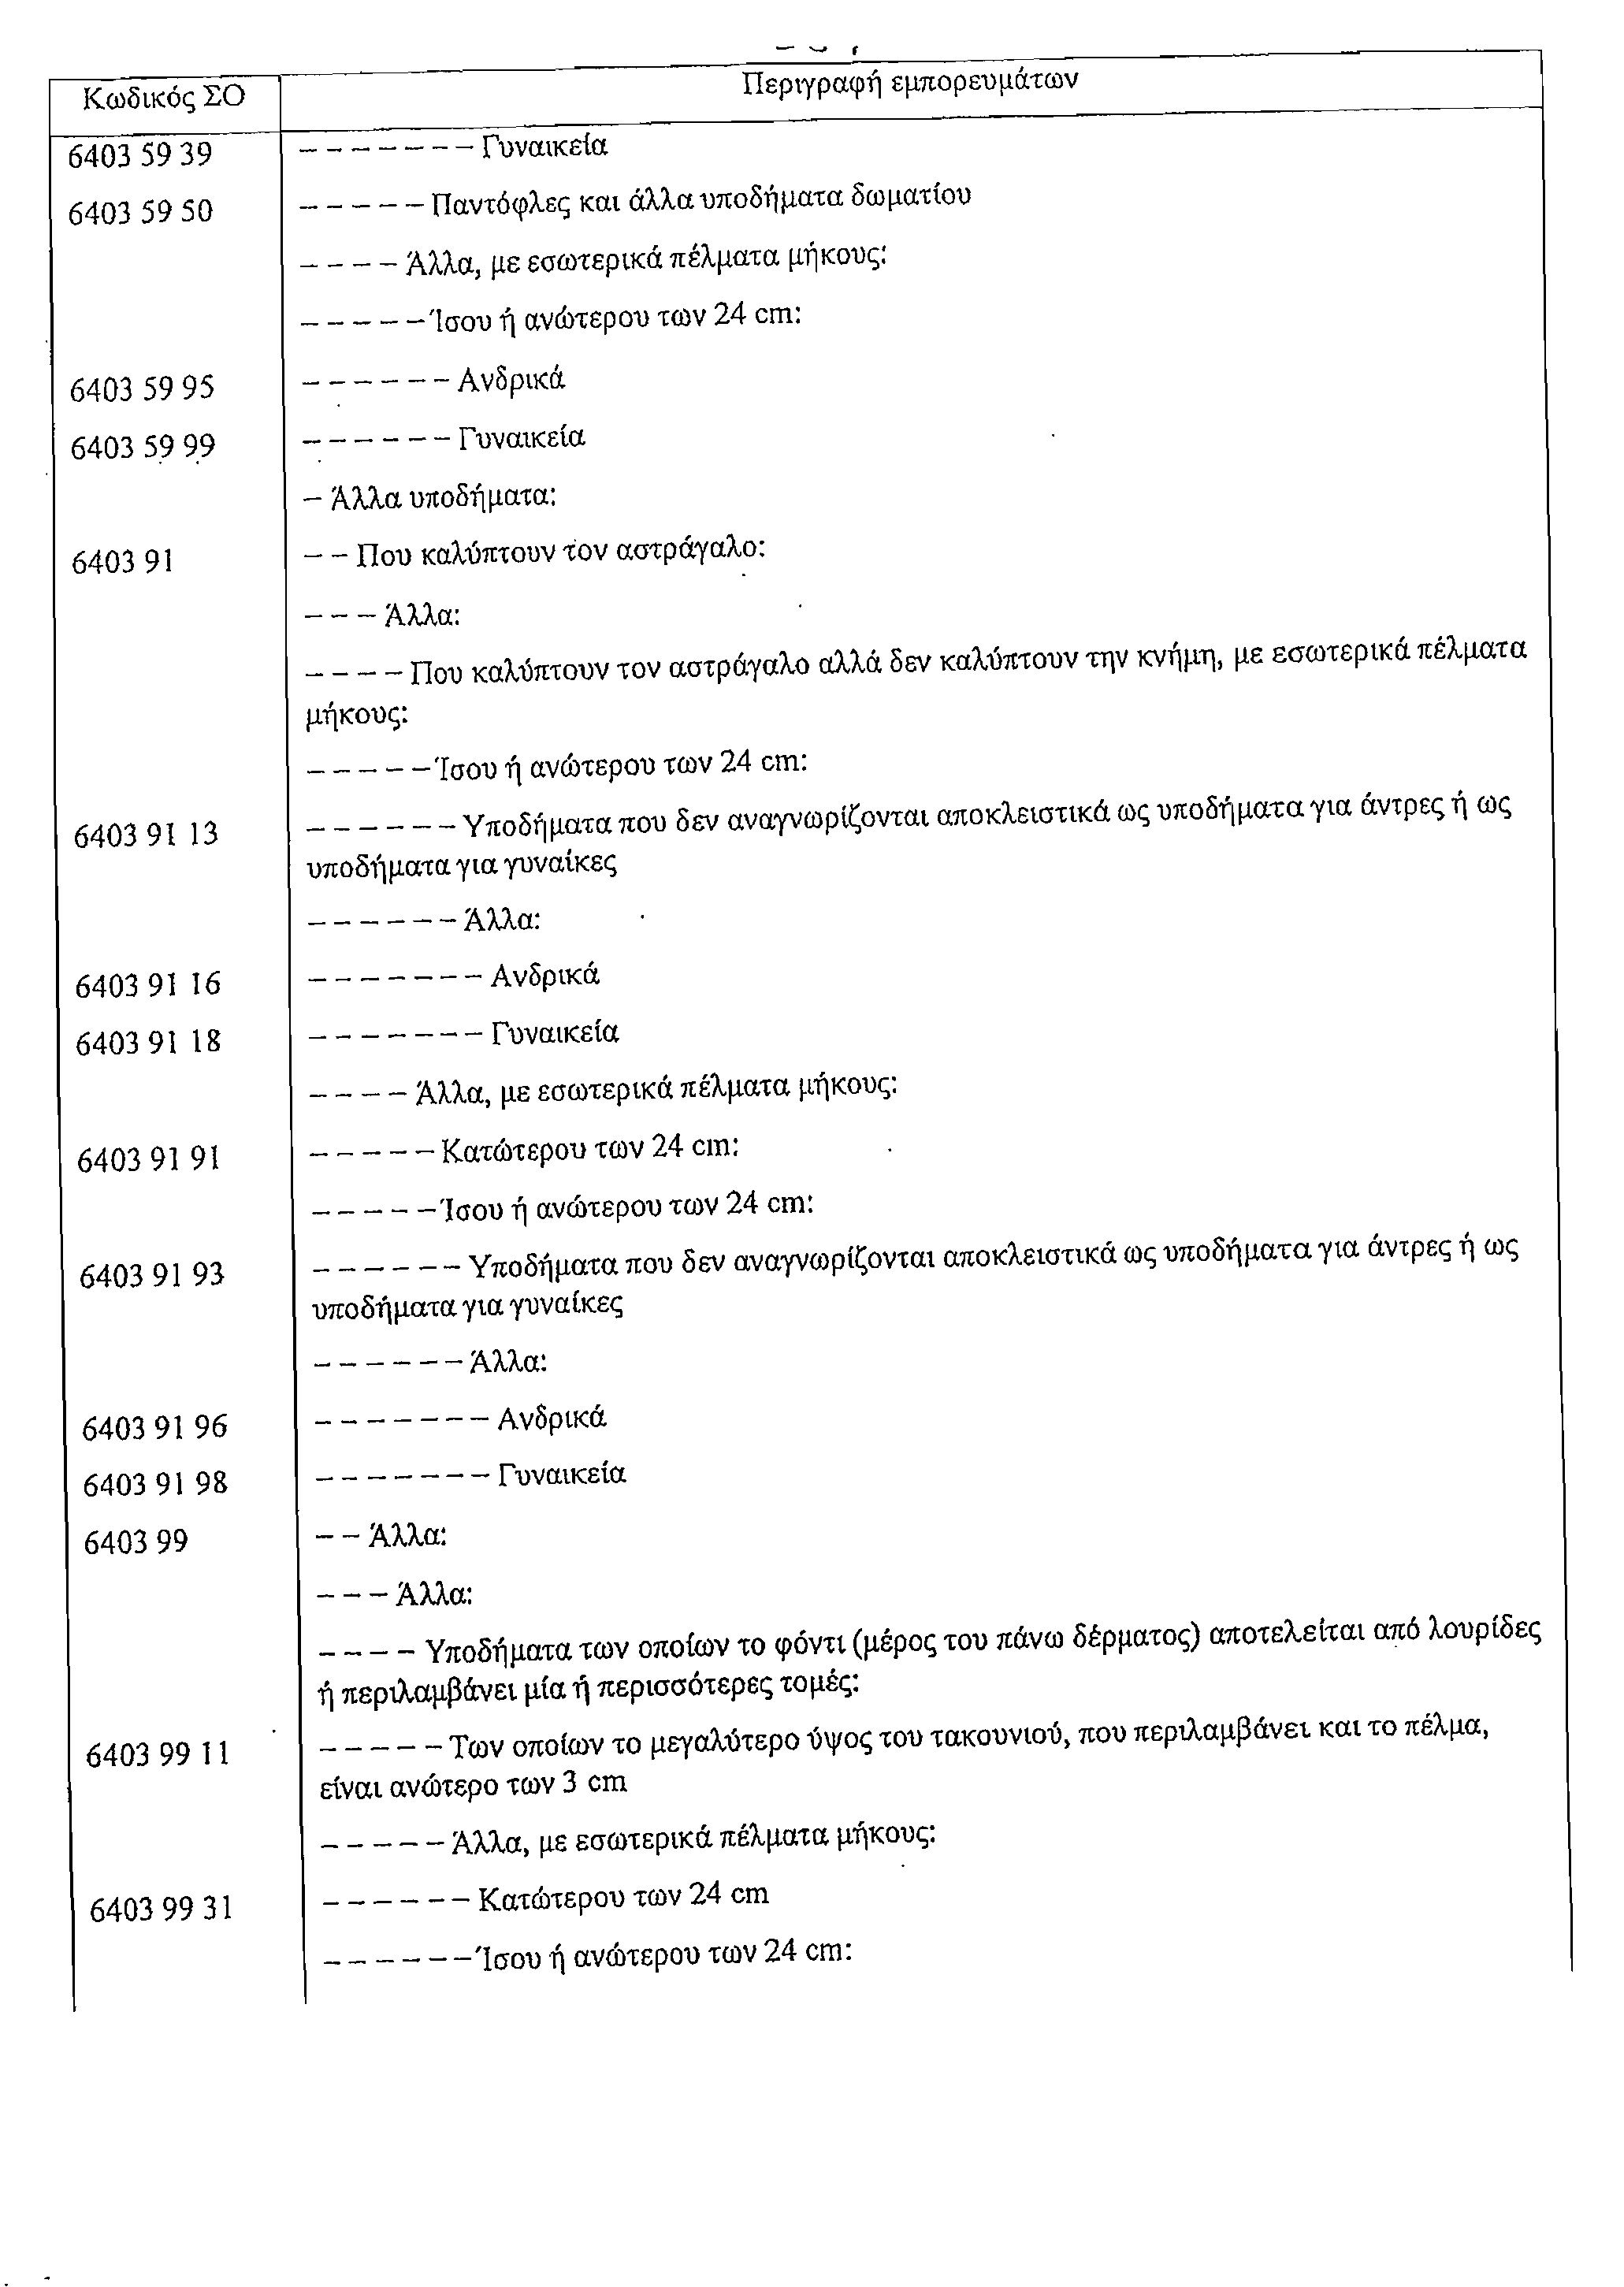 Κωδικός ΣΟ Περιγραφή εμπορευμάτων
6403 59 39 – – – – – – – Γυναικεία
6403 59 50 – – – – – Παντόφλες και άλλα υποδήματα δωματίου
– – – – Άλλα, με εσωτερικά πέλματα μήκους:
– – – – – Ίσου ή ανώτερου των 24 cm:
6403 59 95 – – – – – – Ανδρικά
6403 59 99 – – – – – – Γυναικεία
– Άλλα υποδήματα:
6403 91 – – Που καλύπτουν τον αστράγαλο:
– – – Άλλα:
– – – – Που καλύπτουν τον αστράγαλο αλλά δεν καλύπτουν την κνήμη, με εσωτερικά πέλματα
μήκους:
– – – – – Ίσου ή ανώτερου των 24 cm:
6403 91 13 – – – – – – Υποδήματα που δεν αναγνωρίζονται αποκλειστικά ως υποδήματα για άντρες ή ως
υποδήματα για γυναίκες
– – – – – – Άλλα:
6403 91 16 – – – – – – – Ανδρικά
6403 91 18 – – – – – – – Γυναικεία
– – – – Άλλα, με εσωτερικά πέλματα μήκους:
6403 91 91 – – – – – Κατώτερου των 24 cm:
– – – – – Ίσου ή ανώτερου των 24 cm:
6403 91 93 – – – – – – Υποδήματα που δεν αναγνωρίζονται αποκλειστικά ως υποδήματα για άντρες ή ως
υποδήματα για γυναίκες
– – – – – – Άλλα:
6403 91 96 – – – – – – – Ανδρικά
6403 91 98 – – – – – – – Γυναικεία
6403 99 – – Άλλα:
– – – Άλλα:
– – – – Υποδήματα των οποίων το φόντι (μέρος του πάνω δέρματος) αποτελείται από λουρίδες
ή περιλαμβάνει μία ή περισσότερες τομές:
6403 99 11 – – – – – Των οποίων το μεγαλύτερο ύψος του τακουνιού, που περιλαμβάνει και το πέλμα,
είναι ανώτερο των 3 cm
– – – – – Άλλα, με εσωτερικά πέλματα μήκους:
6403 99 31 – – – – – – Κατώτερου των 24 cm
– – – – – – Ίσου ή ανώτερου των 24 cm: